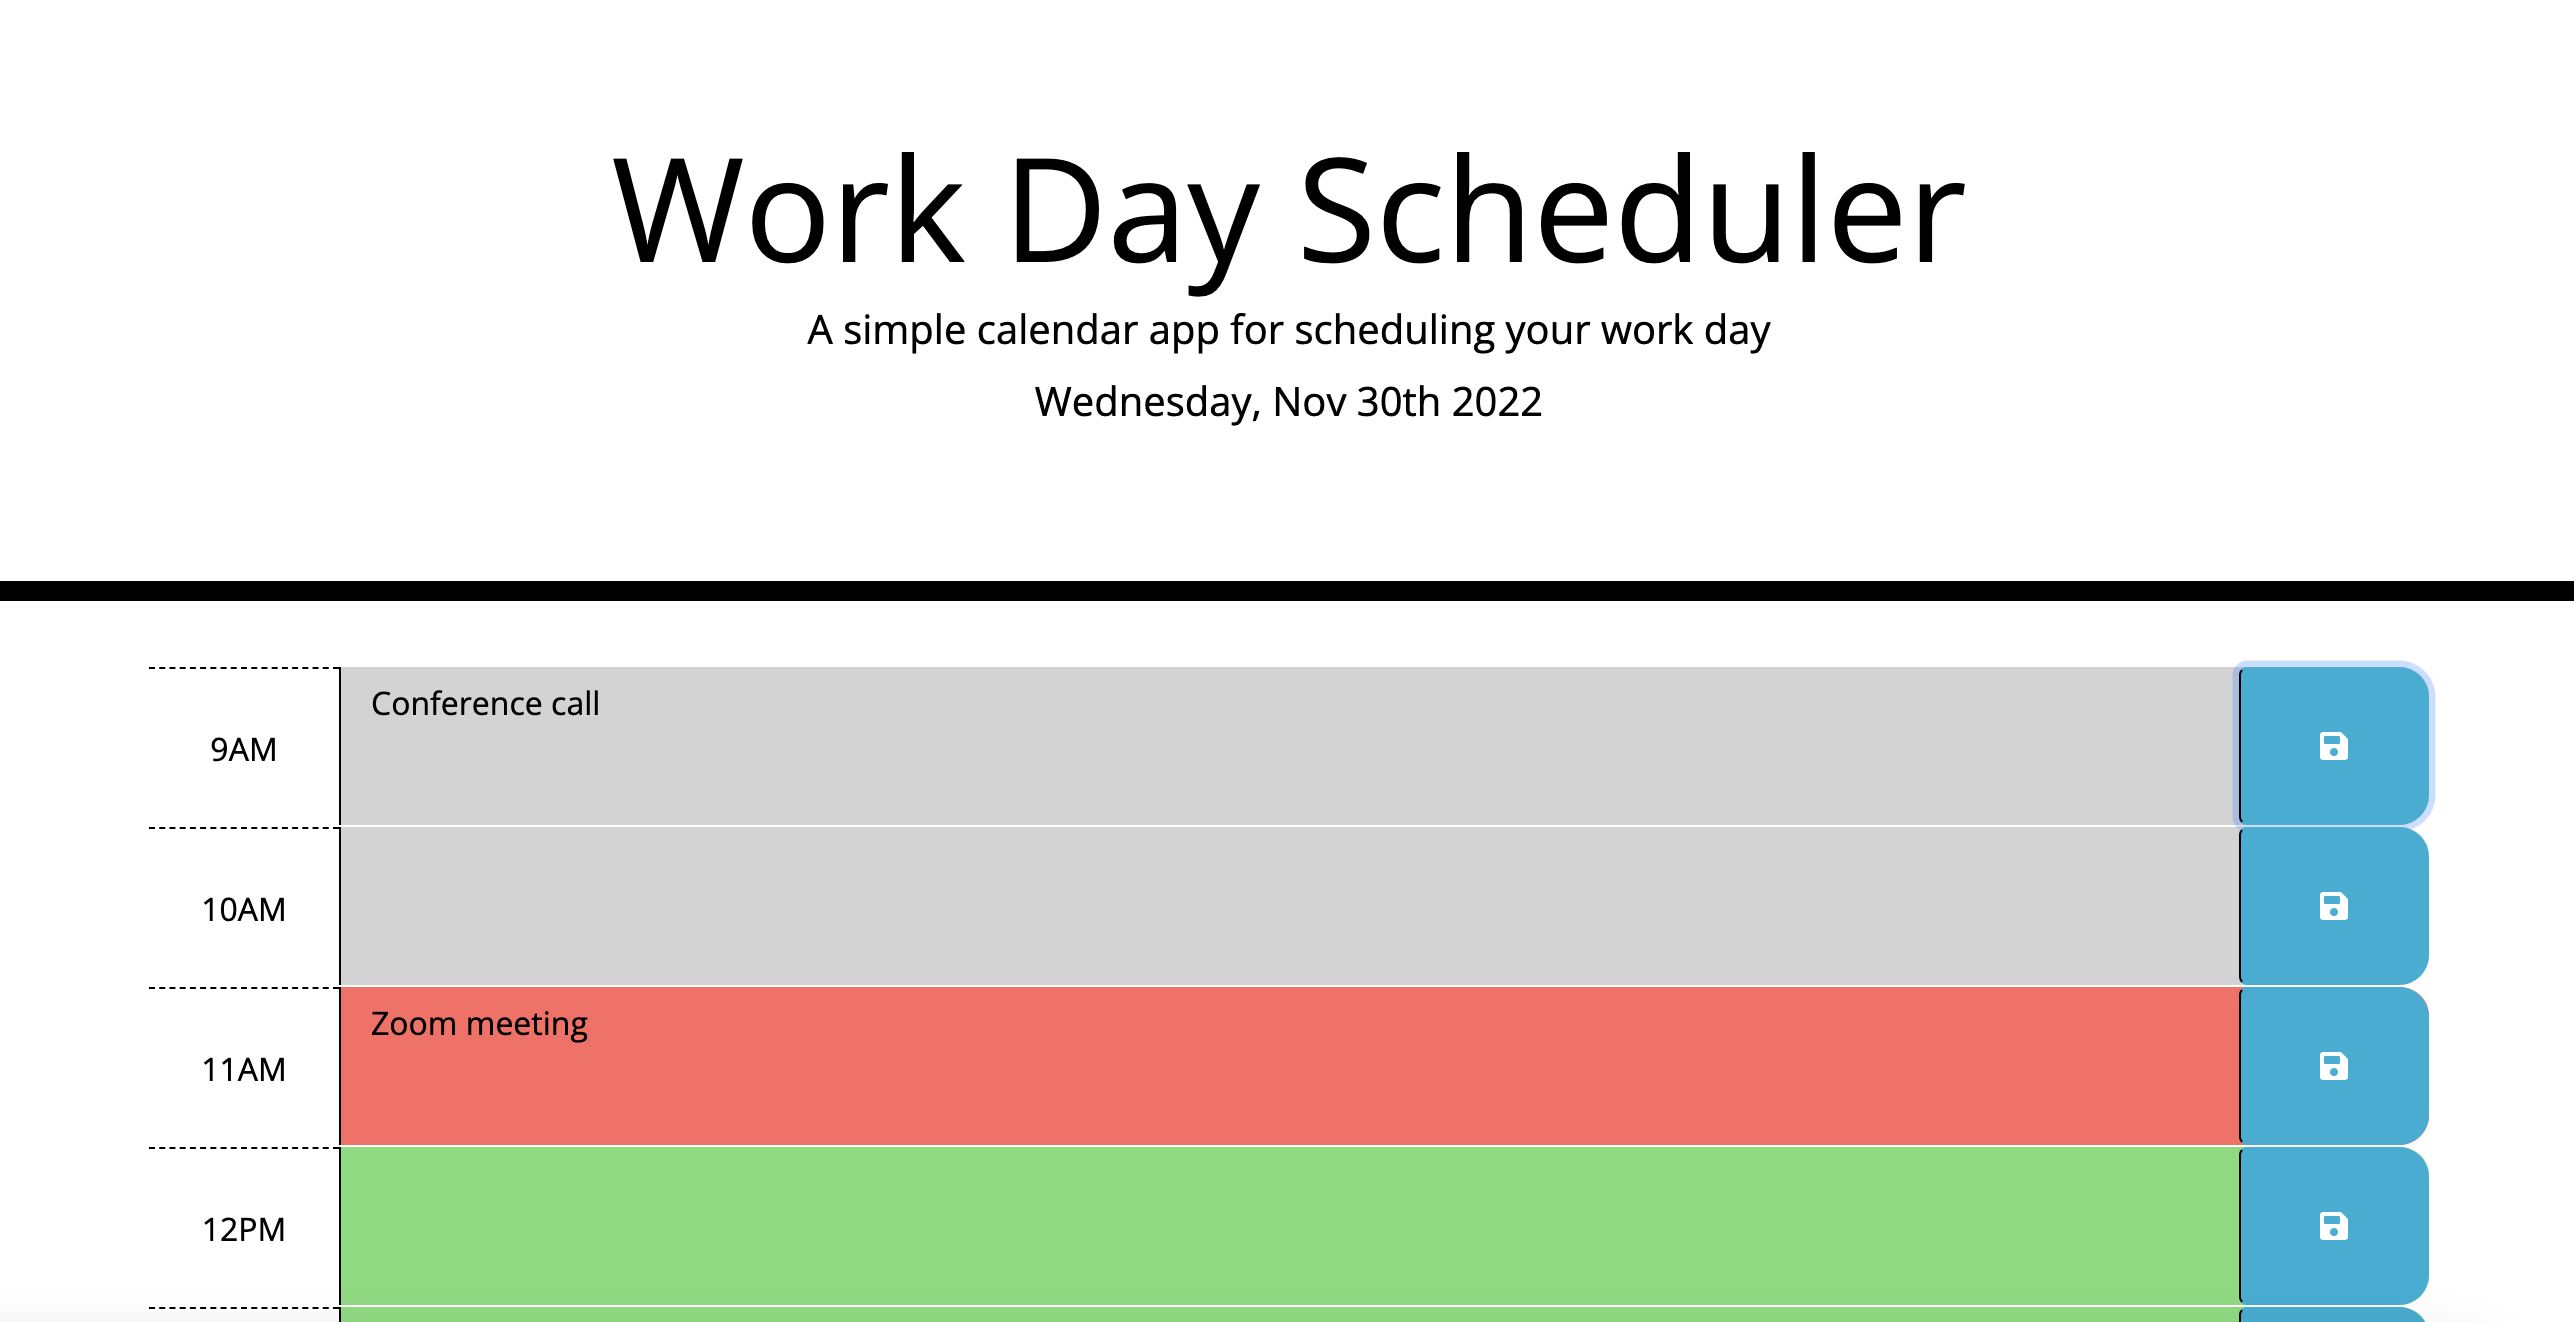 Work Day Scheduler
A simple calendar app for scheduling your work day
Wednesday, Nov 30th 2022
9AM
Conference call
10AM
11AM
Zoom meeting
12PM